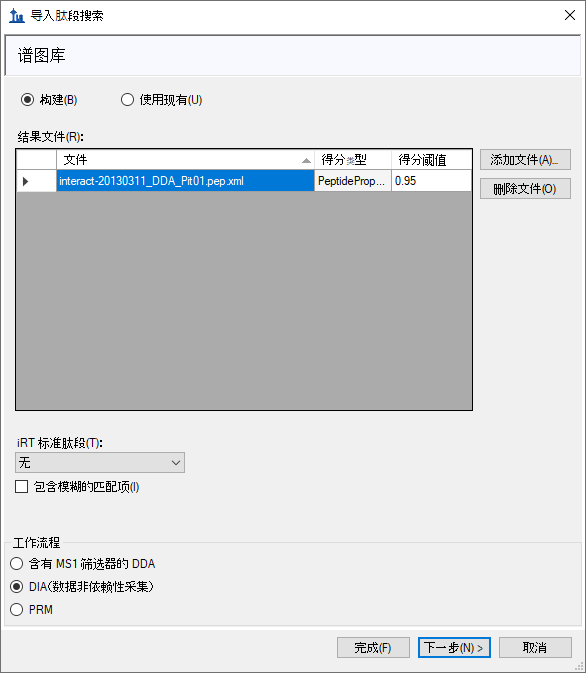 导入肽段搜索
谱图库
构建(B)
使用现有(U)
结果文件(R):
文件
得分类型
得分阈值
interact-20130311_DDA_Pit01.pep.xml
PeptideProp...
0.95
添加文件(A)...
删除文件(O)
iRT 标准肽段(T):
无
包含模糊的匹配项(I)
工作流程
含有 MS1 筛选器的 DDA
DIA(数据非依赖性采集)
PRM
完成(F)
下一步(N) >
取消